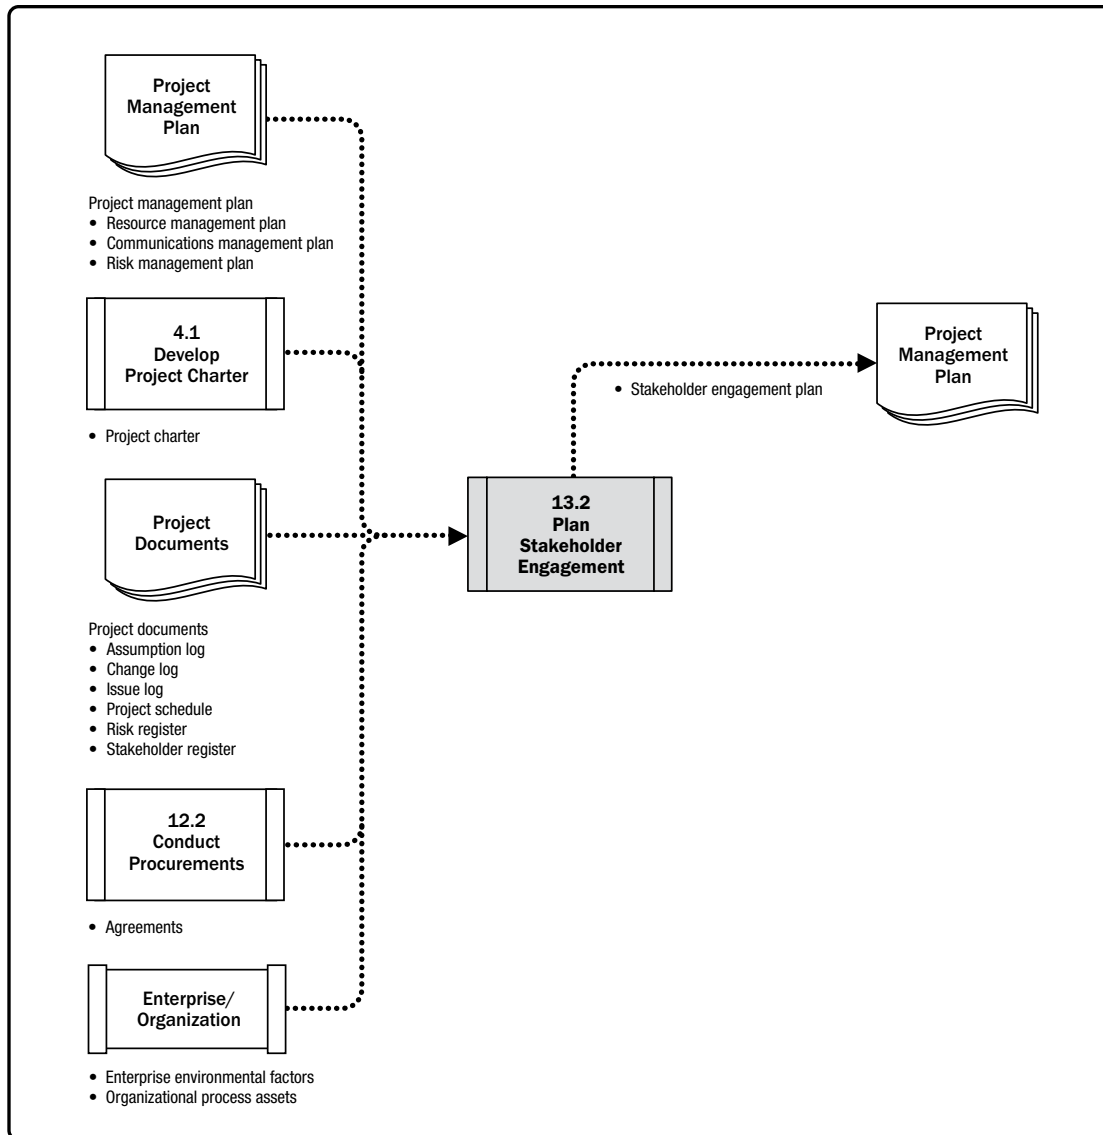 Project
Management
Plan
Project management plan
• Resource management plan
• Communications management plan
• Risk management plan
4.1
Develop
Project Charter
• Project charter
Project
Documents
Project documents
• Assumption log
• Change log
• Issue log
• Project schedule
• Risk register
• Stakeholder register
12.2
Conduct
Procurements
• Agreements
Enterprise/
Organization
• Enterprise environmental factors
• Organizational process assets
13.2
Plan
Stakeholder
Engagement
• Stakeholder engagement plan
Project
Management
Plan